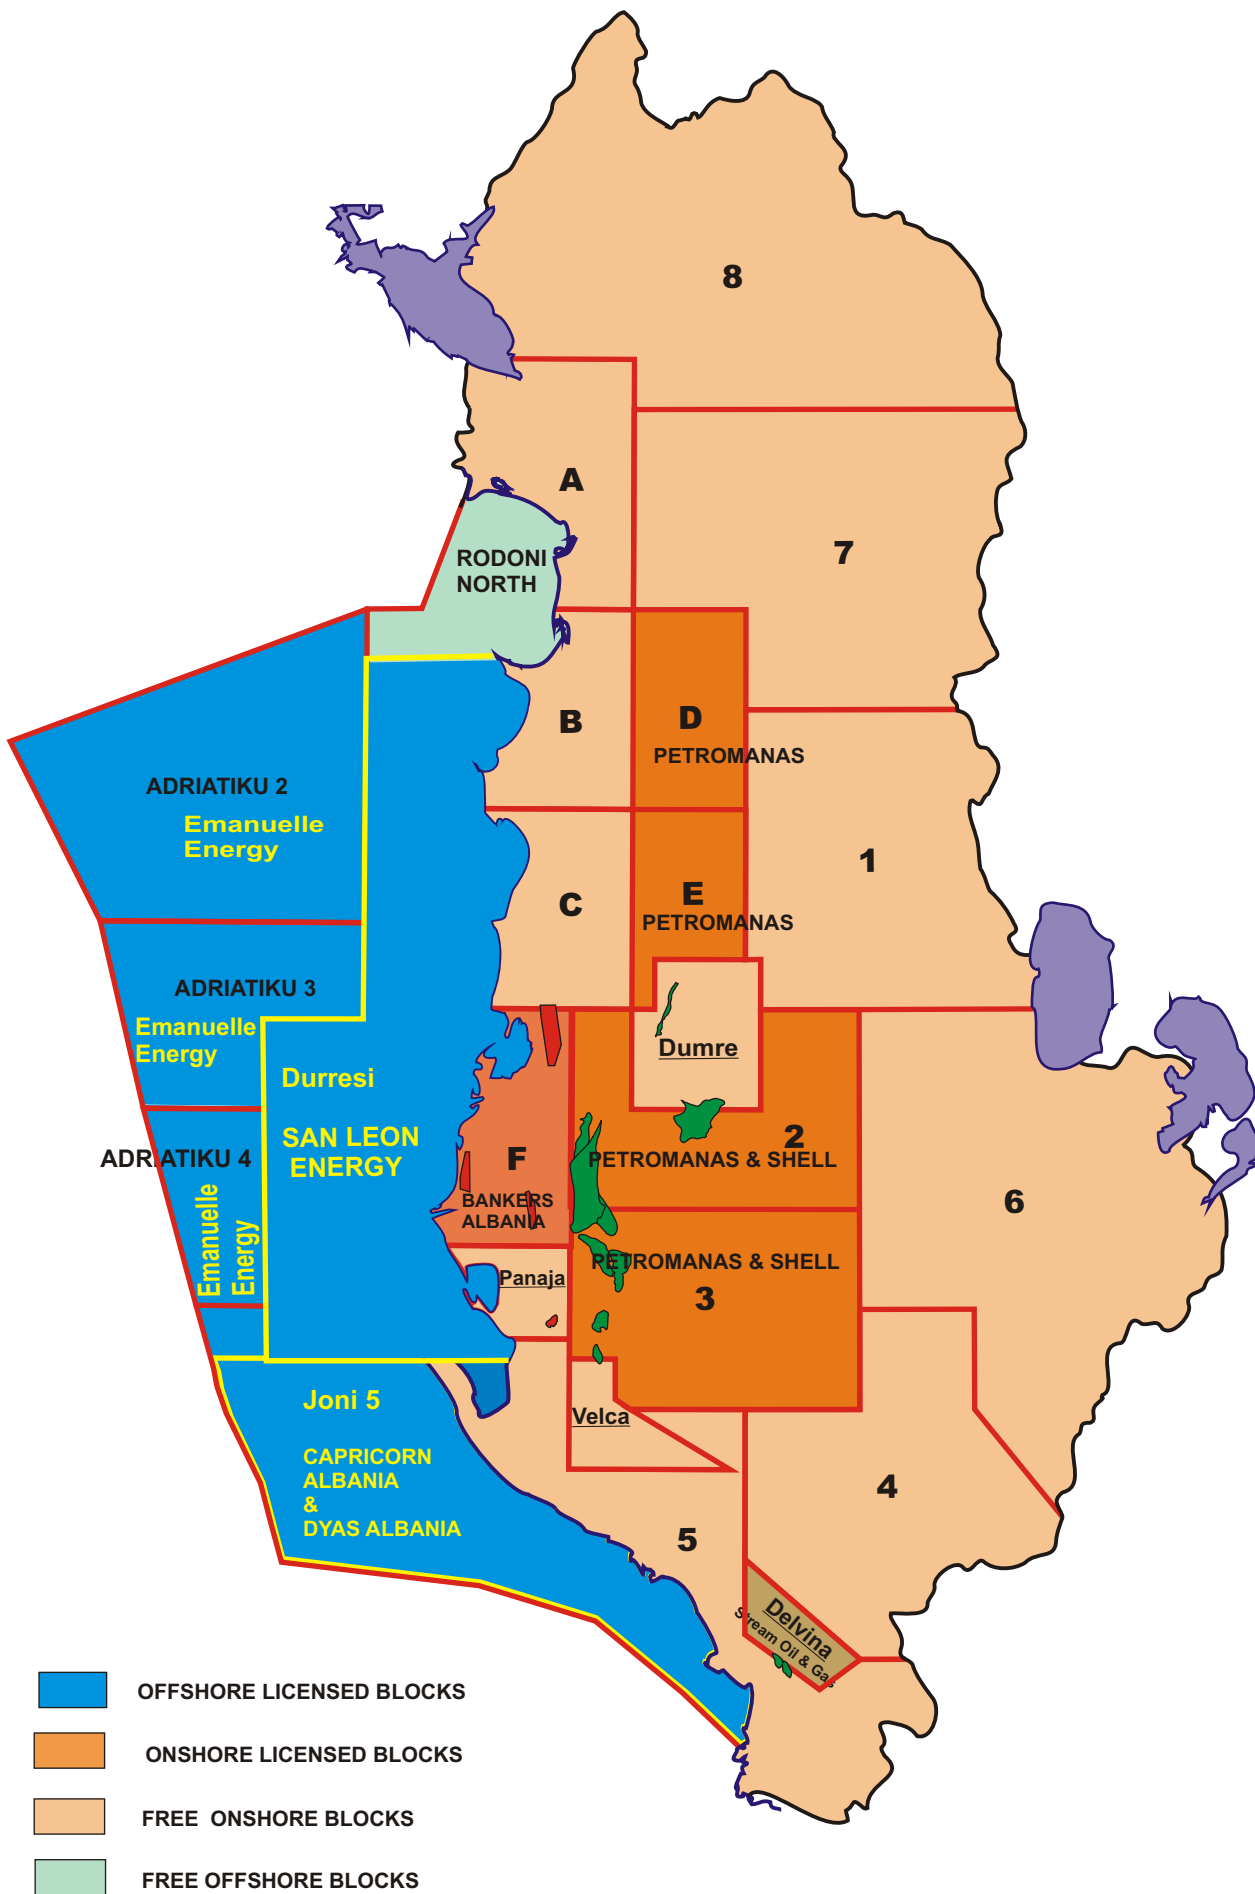 8
A
RODONI
NORTH
7
B
D
PETROMANAS
ADRIATIKU 2
Emanuelle
Energy
1
C
E
PETROMANAS
ADRIATIKU 3
Emanuelle
Energy
Dumre
Durresi
SAN LEON
ENERGY
2
PETROMANAS & SHELL
F
BANKERS
ALBANIA
ADRIATIKU 4
Emanuelle
Energy
6
PETROMANAS & SHELL
3
Panaja
Joni 5
CAPRICORN
ALBANIA
&
DYAS ALBANIA
Velca
4
5
Delvina
Stream Oil & Gas
OFFSHORE LICENSED BLOCKS
ONSHORE LICENSED BLOCKS
FREE ONSHORE BLOCKS
FREE OFFSHORE BLOCKS